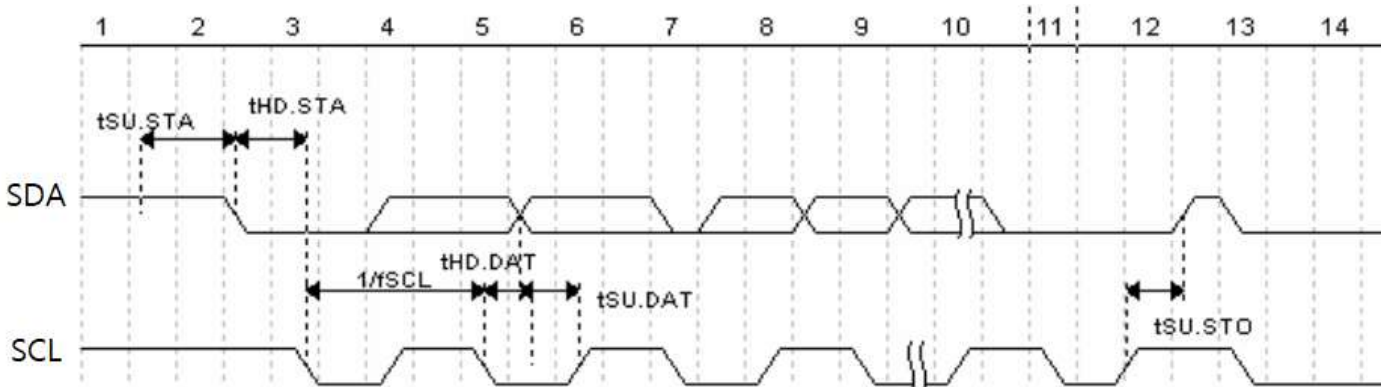 1 2 3 4 5 6 7 8 9 10 11 12 13 14
tHD.STA
tSU.STA
SDA
tHD.DAT
1/fSCL
tSU.DAT
tSU.STO
SCL